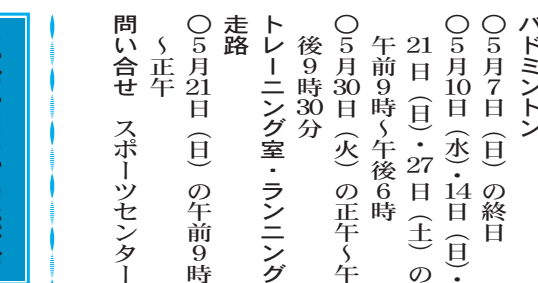 バドミントン
○5月7日（日）の終日
○5月10日（水）・14日（日）・
21日（日）・27日（土）の
午前9時～午後6時
○5月30日（火）の正午～午
後9時30分
トレーニング室・ランニング
走路
○5月21日（日）の午前9時
～正午
問い合せ　スポーツセンター